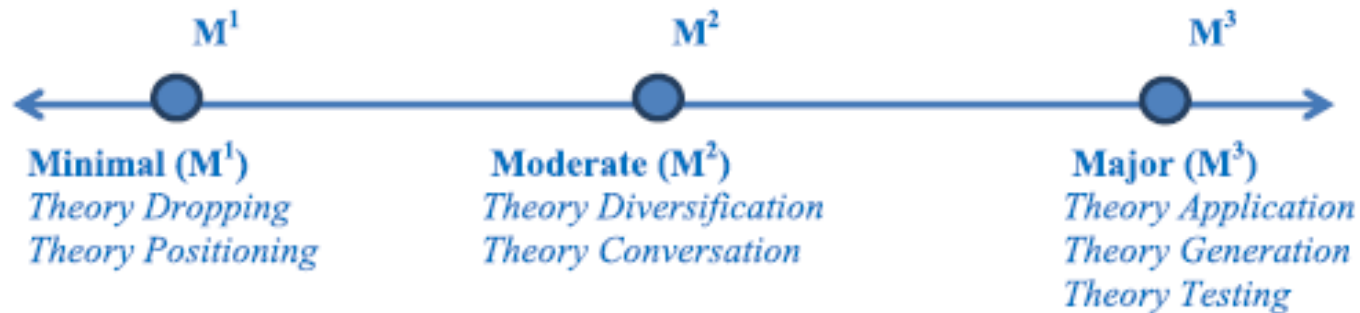 M¹ M² M³
Minimal (M¹) Moderate (M²) Major (M³)
Theory Dropping Theory Diversification Theory Application
Theory Positioning Theory Conversation Theory Generation
Theory Testing